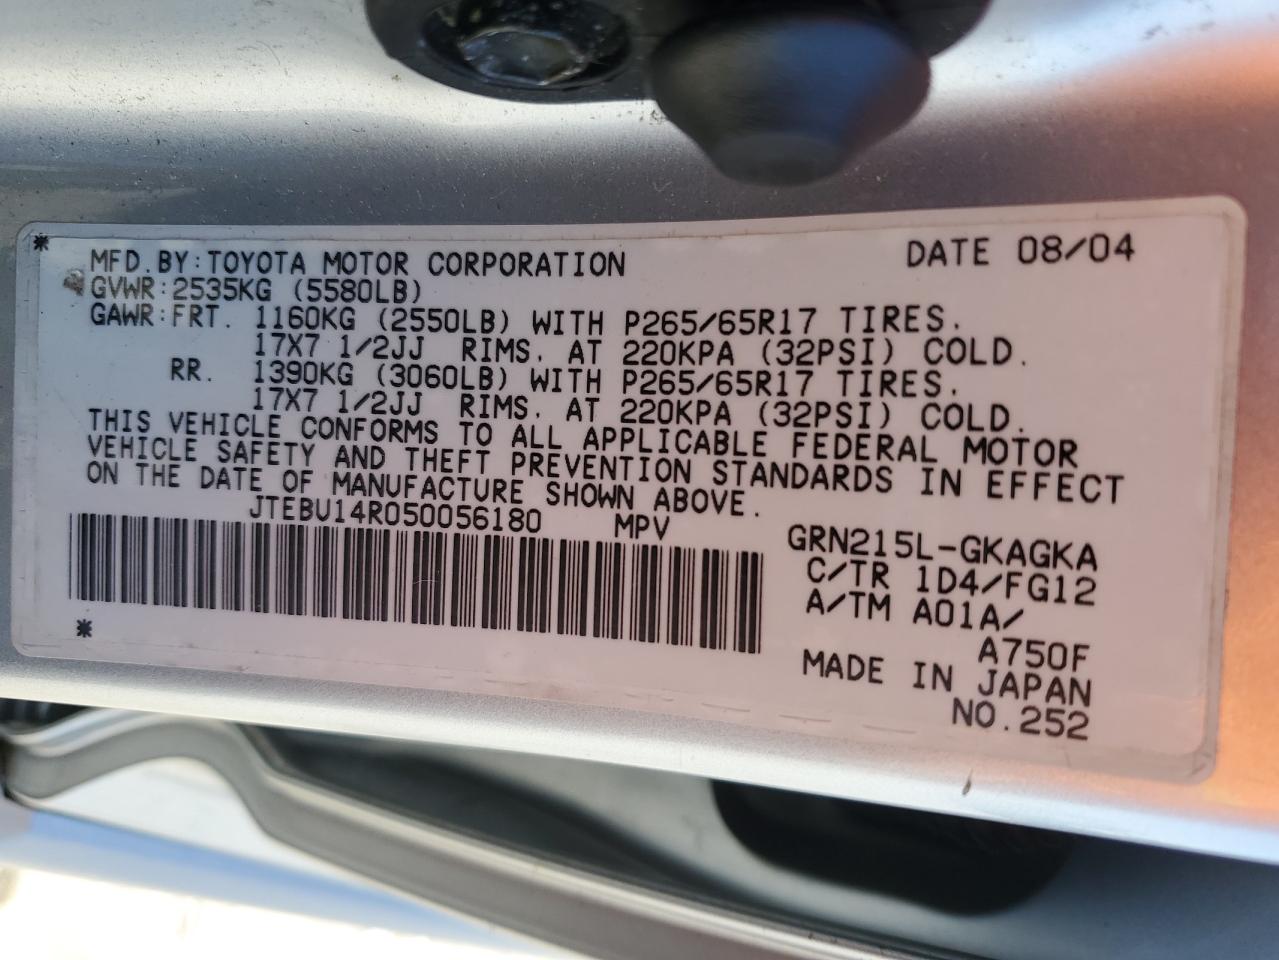 * MFD.BY:TOYOTA MOTOR CORPORATION DATE 08/04
GVWR:2535KG (5580LB)
GAWR:FRT. 1160KG (2550LB) WITH P265/65R17 TIRES.
17X7 1/2JJ RIMS. AT 220KPA (32PSI) COLD.
RR. 1390KG (3060LB) WITH P265/65R17 TIRES.
17X7 1/2JJ RIMS. AT 220KPA (32PSI) COLD.
THIS VEHICLE CONFORMS TO ALL APPLICABLE FEDERAL MOTOR
VEHICLE SAFETY AND THEFT PREVENTION STANDARDS IN EFFECT
ON THE DATE OF MANUFACTURE SHOWN ABOVE.
JTEBU14R050056180 MPV
GRN215L-GKAGKA
C/TR 1D4/FG12
A/TM A01A/
A750F
MADE IN JAPAN
NO.252
*